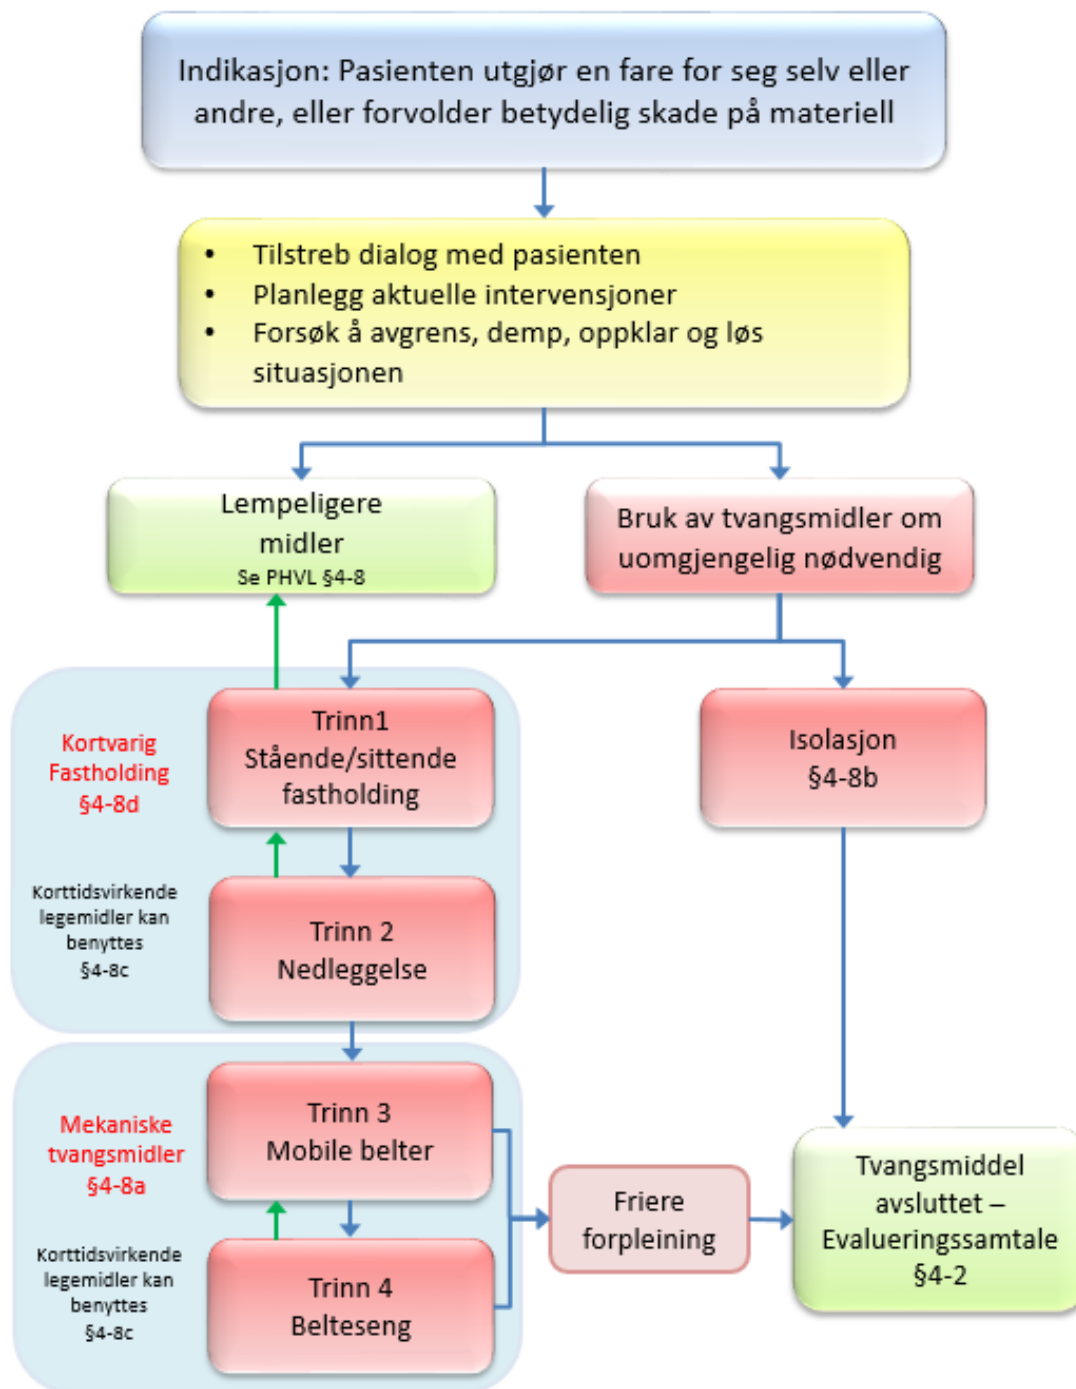 Indikasjon: Pasienten utgjør en fare for seg selv eller
andre, eller forvolder betydelig skade på materiell
• Tilstreb dialog med pasienten
• Planlegg aktuelle intervensjoner
• Forsøk å avgrens, demp, oppklar og løs
situasjonen
Lempeligere
midler
Se PHVL §4-8
Bruk av tvangsmidler om
uomgjengelig nødvendig
Kortvarig
Fastholding
§4-8d
Trinn1
Stående/sittende
fastholding
Isolasjon
§4-8b
Korttidsvirkende
legemidler kan
benyttes
§4-8c
Trinn 2
Nedleggelse
Mekaniske
tvangsmidler
§4-8a
Trinn 3
Mobile belter
Korttidsvirkende
legemidler kan
benyttes
§4-8c
Trinn 4
Belteseng
Friere
forpleining
Tvangsmiddel
avsluttet –
Evalueringssamtale
§4-2